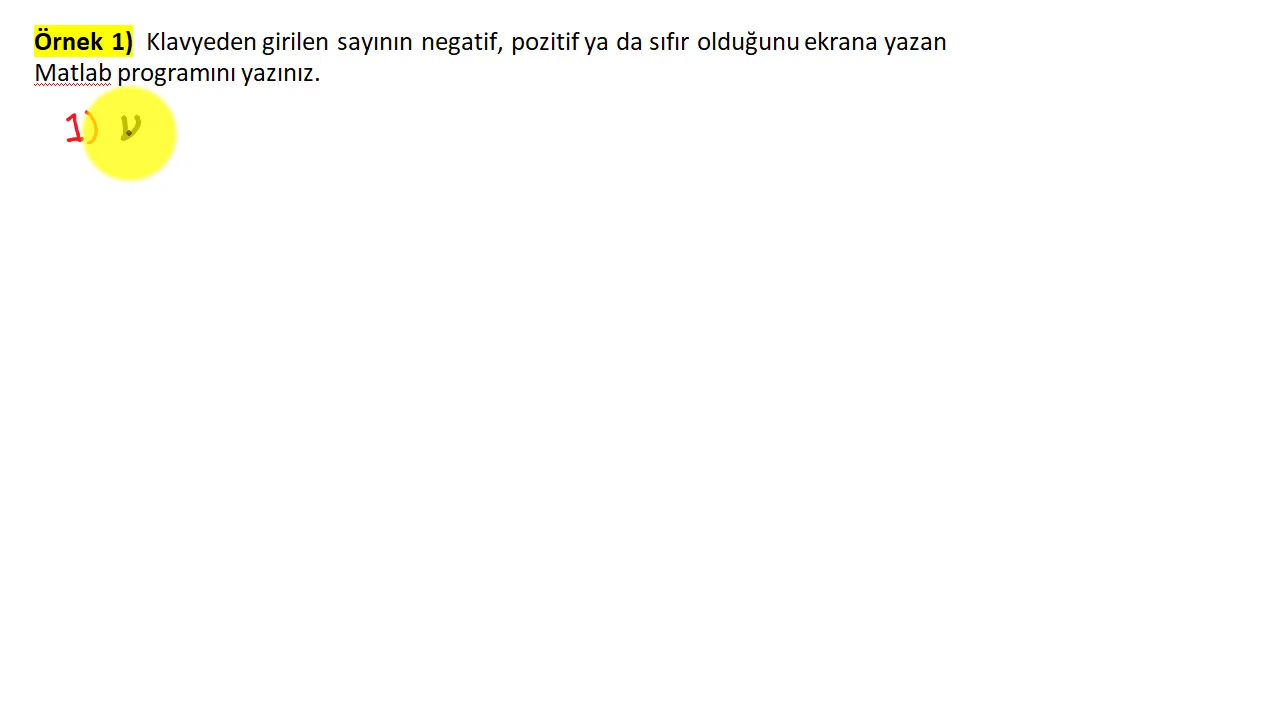 Örnek 1) Klavyeden girilen sayının negatif, pozitif ya da sıfır olduğunu ekrana yazan
Matlab programını yazınız.
1)